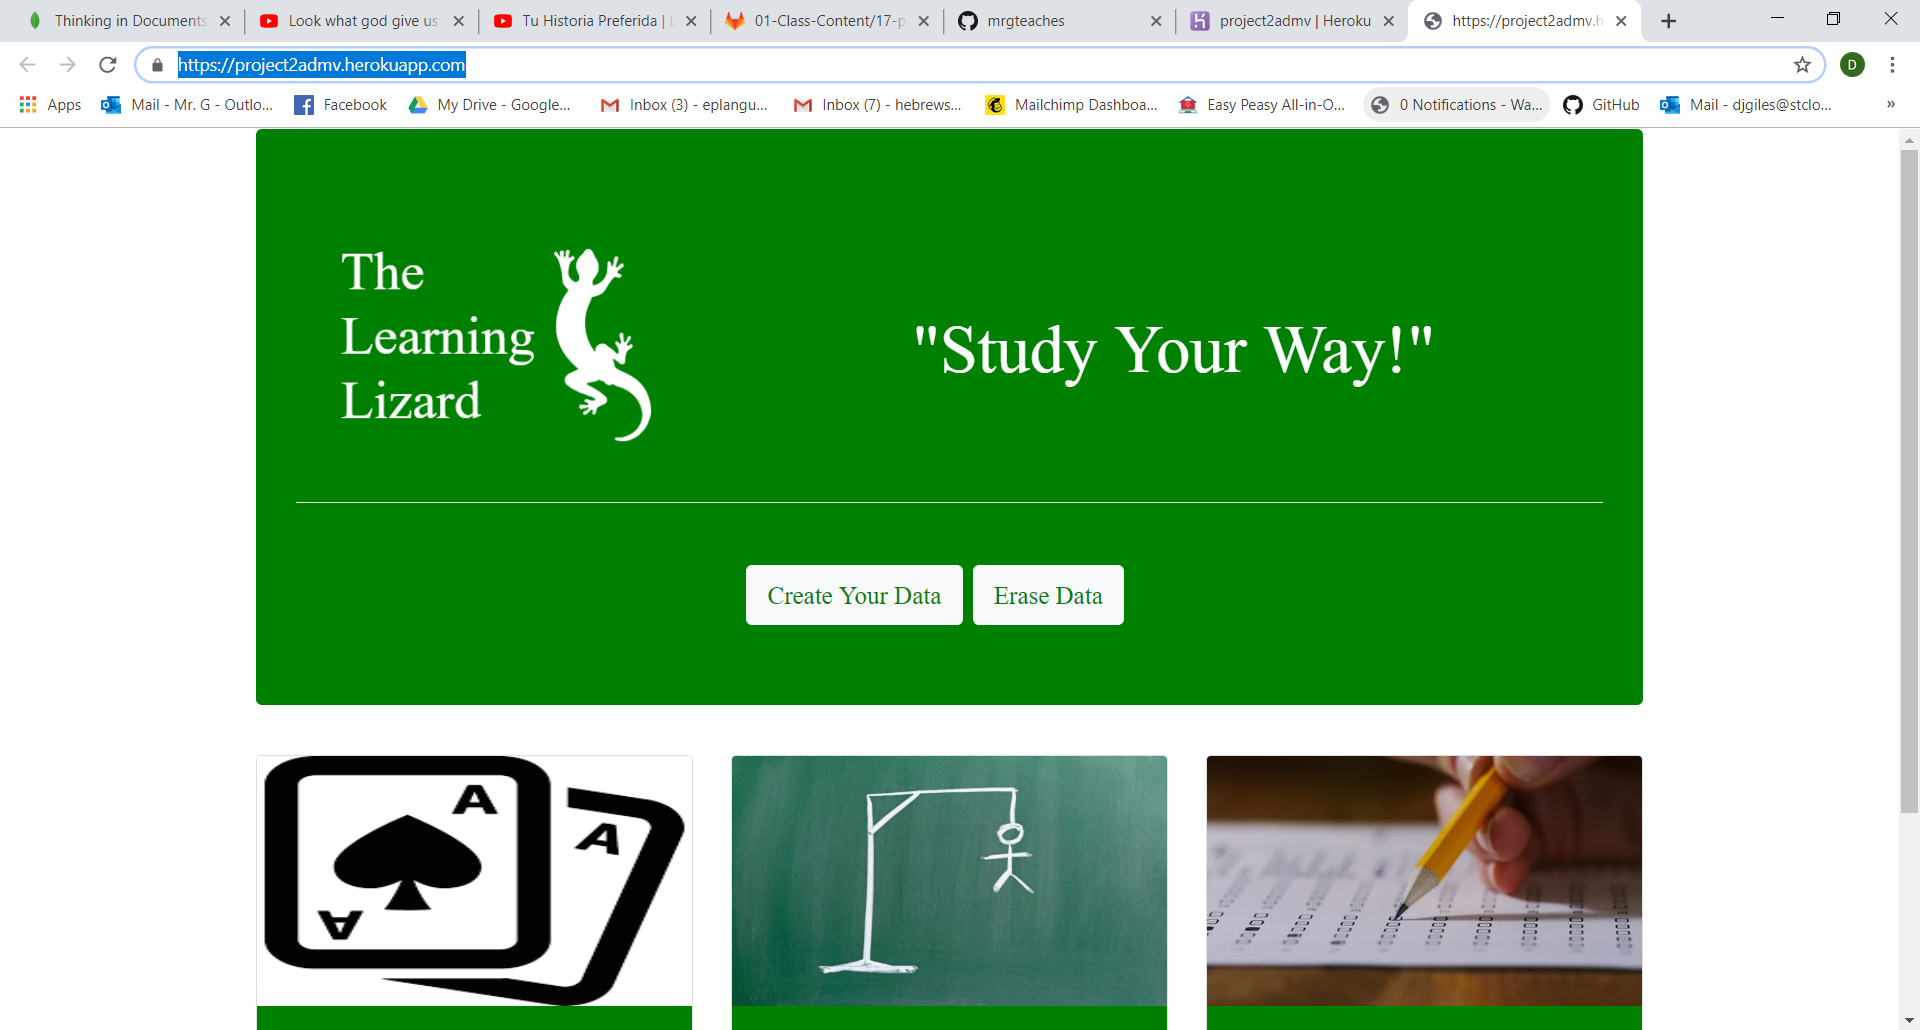 Thinking in Documents
Look what god give us
Tu Historia Preferida | L
01-Class-Content/17-p
mrgteaches
project2admv | Heroku
https://project2admv.h
https://project2admv.herokuapp.com
D
Apps
Mail - Mr. G - Outlo...
Facebook
My Drive - Google...
Inbox (3) - eplangu...
Inbox (7) - hebrews...
Mailchimp Dashboa...
Easy Peasy All-in-O...
0 Notifications - Wa...
GitHub
Mail - djgiles@stclo...
»
The
Learning
Lizard
"Study Your Way!"
Create Your Data
Erase Data
A
A
A